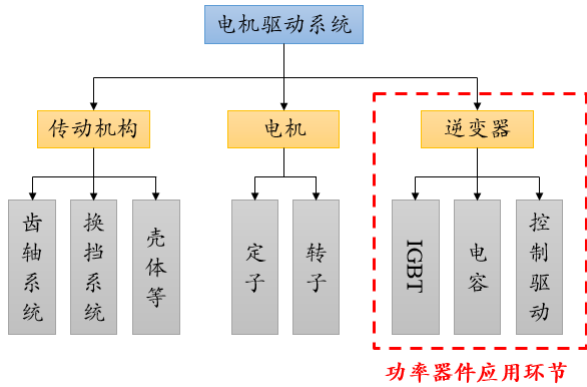 电机驱动系统
传动机构
电机
逆变器
齿轴系统
换挡系统
壳体等
定子
转子
IGBT
电容
控制驱动
功率器件应用环节